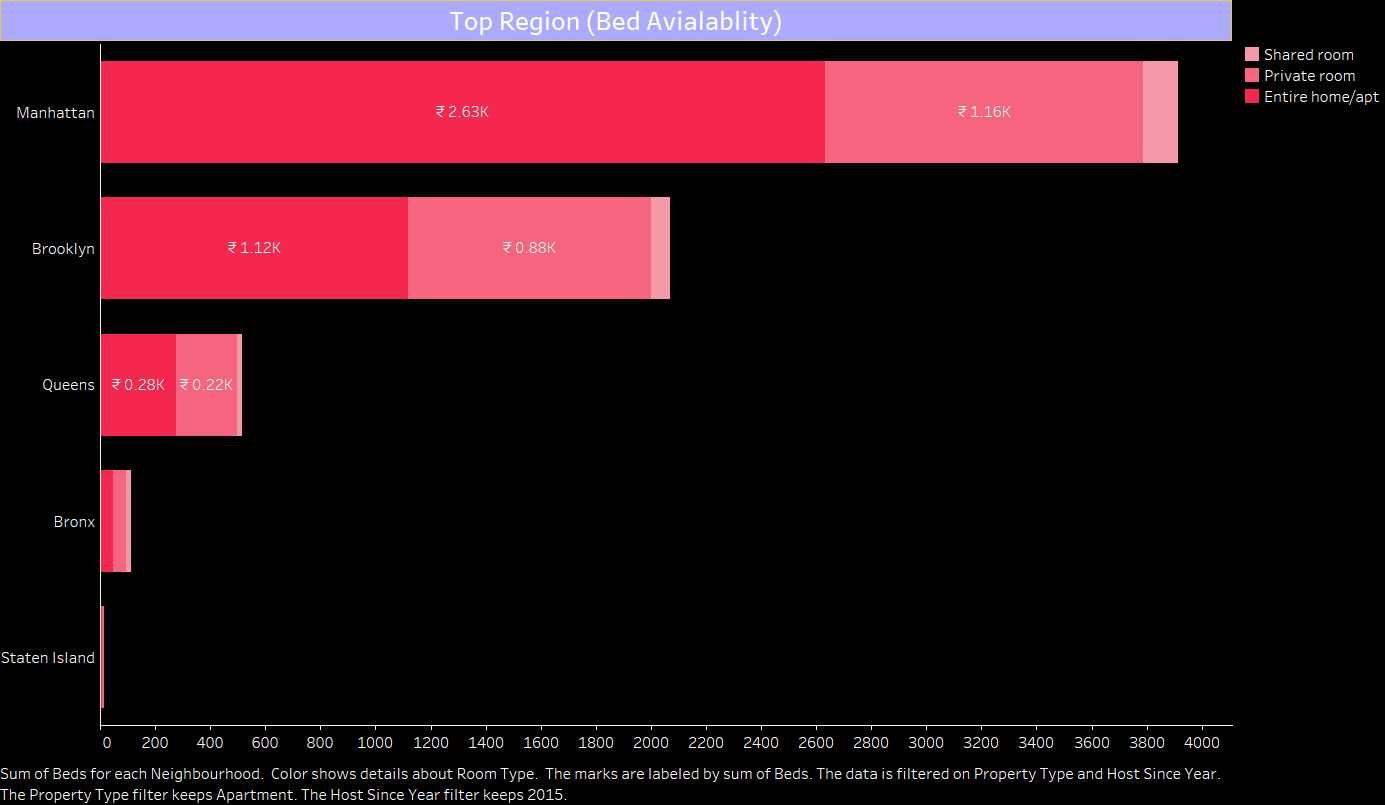 Top Region (Bed Avialablity)
Shared room
Private room
Entire home/apt
Manhattan
₹ 2.63K
₹ 1.16K
Brooklyn
₹ 1.12K
₹ 0.88K
Queens
₹ 0.28K
₹ 0.22K
Bronx
Staten Island
0 200 400 600 800 1000 1200 1400 1600 1800 2000 2200 2400 2600 2800 3000 3200 3400 3600 3800 4000
Sum of Beds for each Neighbourhood.  Color shows details about Room Type.  The marks are labeled by sum of Beds. The data is filtered on Property Type and Host Since Year.
The Property Type filter keeps Apartment. The Host Since Year filter keeps 2015.